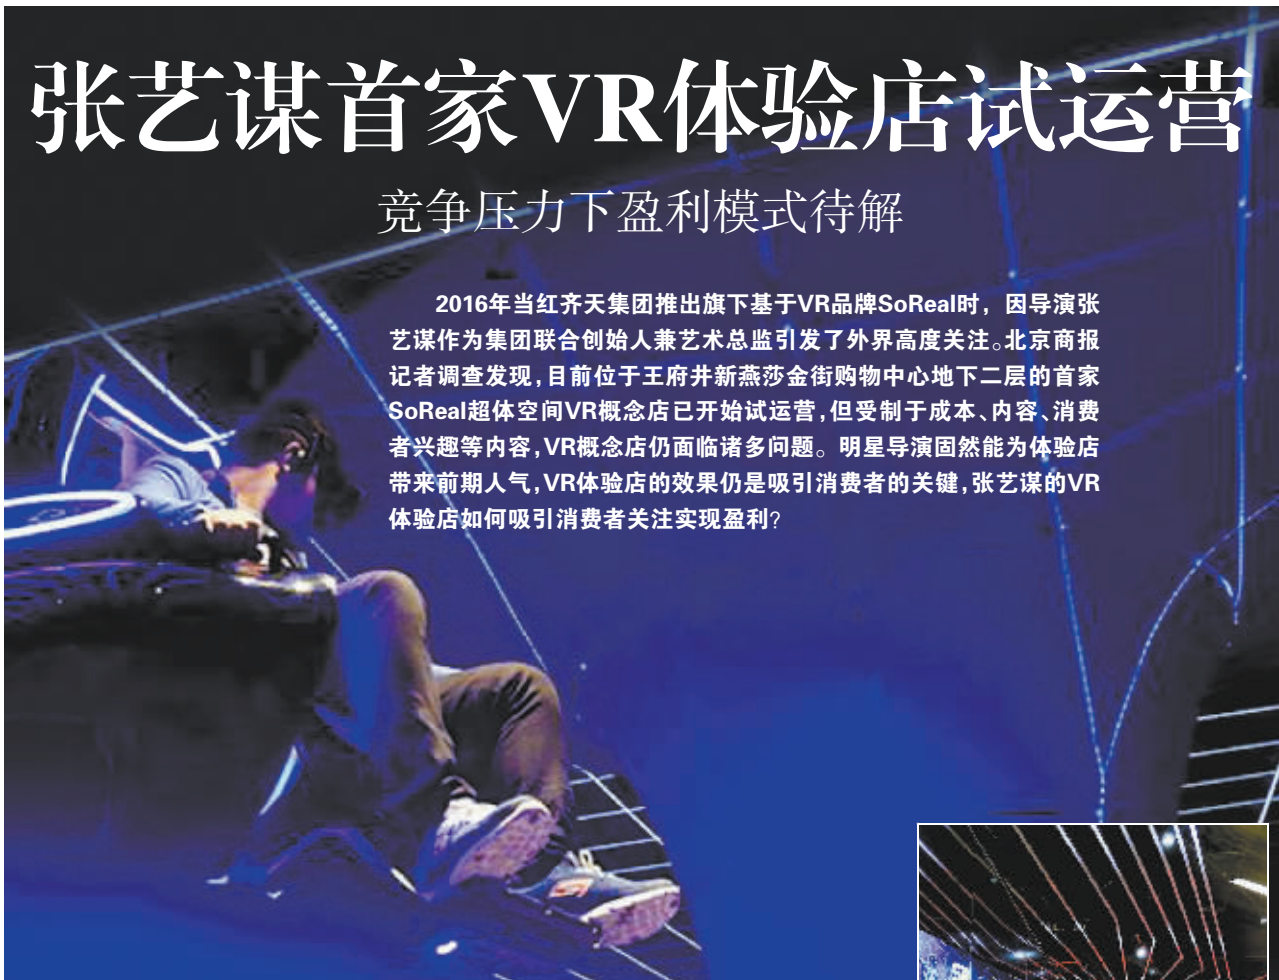 张艺谋首家VR体验店试运营
竞争压力下盈利模式待解
2016年当红齐天集团推出旗下基于VR品牌SoReal时，因导演张
艺谋作为集团联合创始人兼艺术总监引发了外界高度关注。北京商报
记者调查发现，目前位于王府井新燕莎金街购物中心地下二层的首家
SoReal超体空间VR概念店已开始试运营，但受制于成本、内容、消费
者兴趣等内容，VR概念店仍面临诸多问题。明星导演固然能为体验店
带来前期人气，VR体验店的效果仍是吸引消费者的关键，张艺谋的VR
体验店如何吸引消费者关注实现盈利？